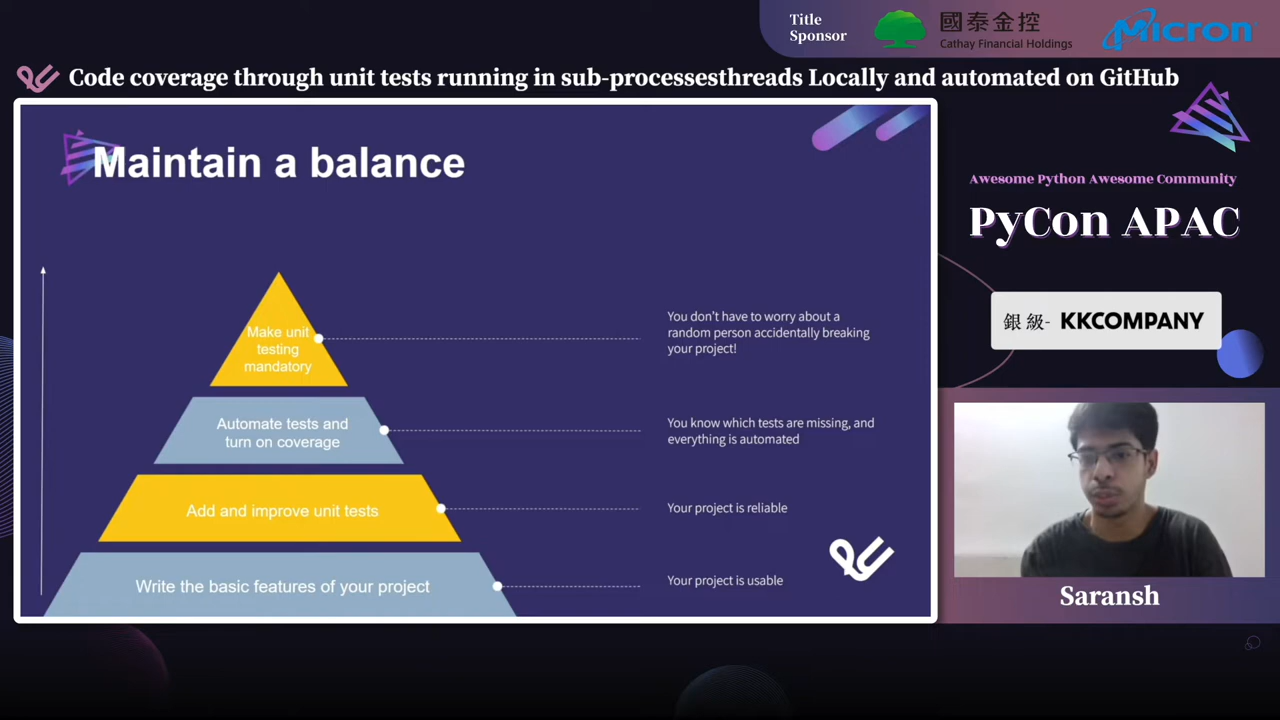 Title
Sponsor
國泰金控
Cathay Financial Holdings
Micron
Code coverage through unit tests running in sub-processesthreads Locally and automated on GitHub
Maintain a balance
Awesome Python Awesome Community
PyCon APAC
銀級- KKCOMPANY
Make unit
testing
mandatory
You don't have to worry about a
random person accidentally breaking
your project!
Automate tests and
turn on coverage
You know which tests are missing, and
everything is automated
Add and improve unit tests
Your project is reliable
Write the basic features of your project
Your project is usable
Saransh